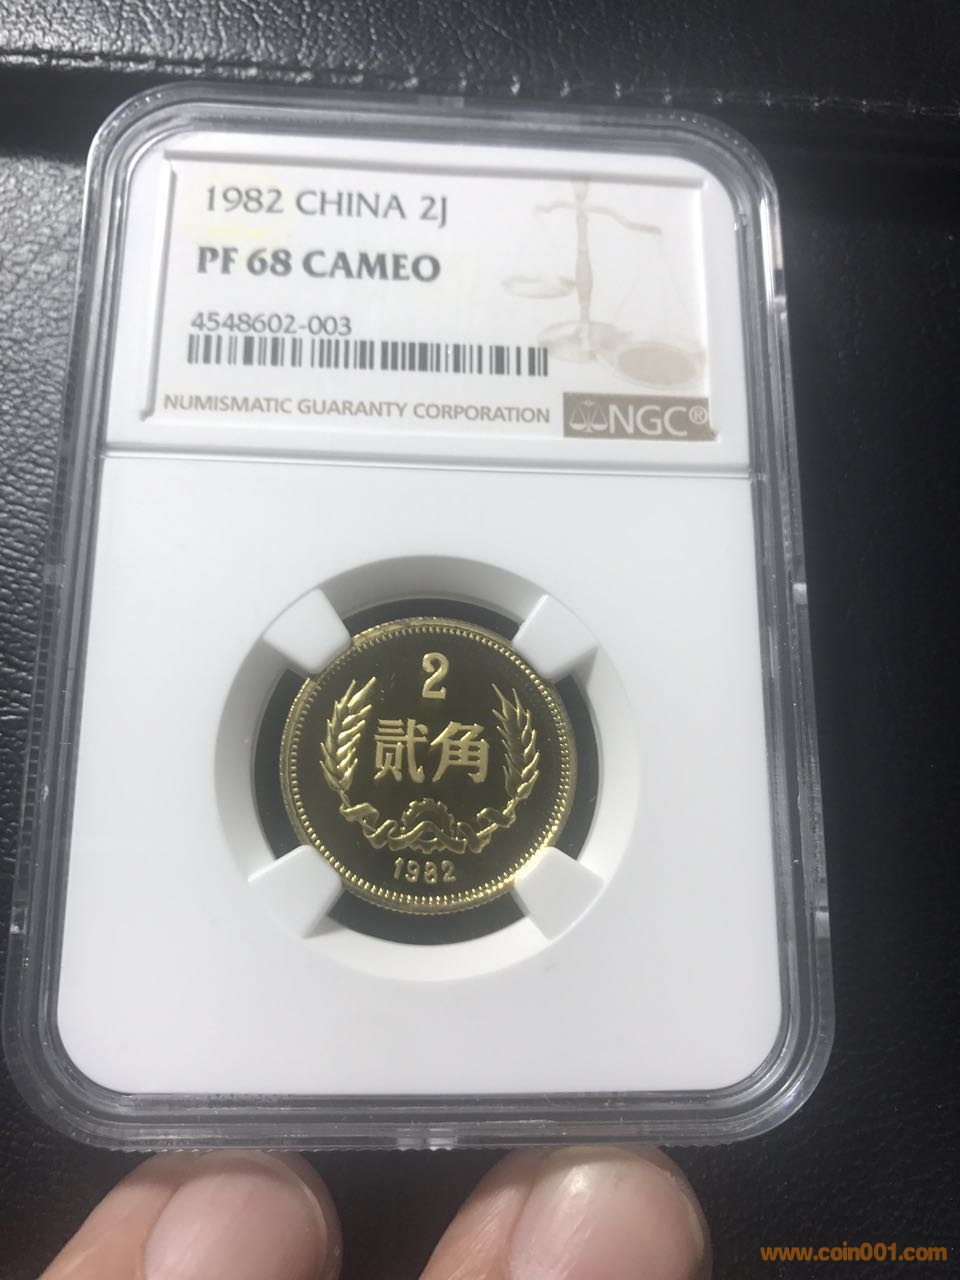 1982 CHINA 2J
PF 68 CAMEO
4548602-003
NUMISMATIC GUARANTY CORPORATION
NGC®
2
贰角
1982
www.coin001.com